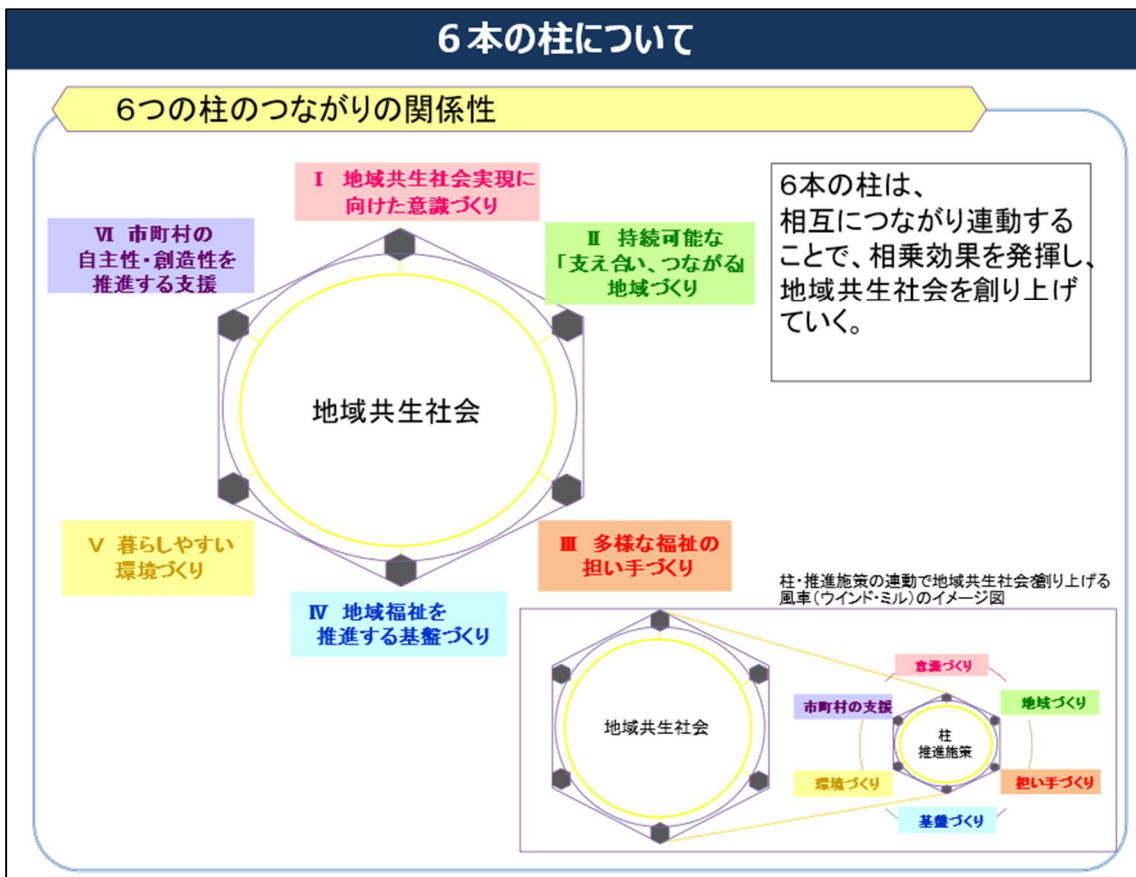 6本の柱について
6つの柱のつながりの関係性
Ⅰ 地域共生社会実現に
向けた意識づくり
Ⅱ 持続可能な
「支え合い、つながる」
地域づくり
Ⅲ 多様な福祉の
担い手づくり
Ⅳ 地域福祉を
推進する基盤づくり
Ⅴ 暮らしやすい
環境づくり
Ⅵ 市町村の
自主性・創造性を
推進する支援
地域共生社会
6本の柱は、
相互につながり連動する
ことで、相乗効果を発揮し、
地域共生社会を創り上げ
ていく。
柱・推進施策の連動で地域共生社会を創り上げる
風車(ウインド・ミル)のイメージ図
地域共生社会
意識づくり
地域づくり
担い手づくり
基盤づくり
環境づくり
市町村の支援
柱
推進施策